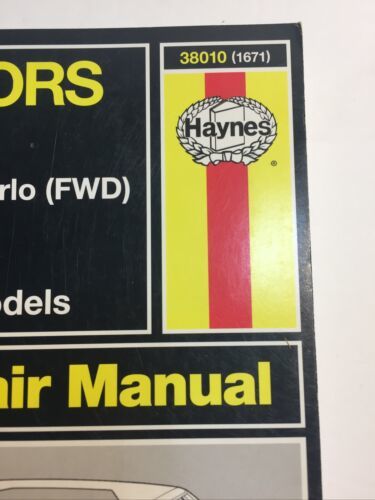 38010 (1671)
ORS
Haynes
®
rlo (FWD)
odels
air Manual